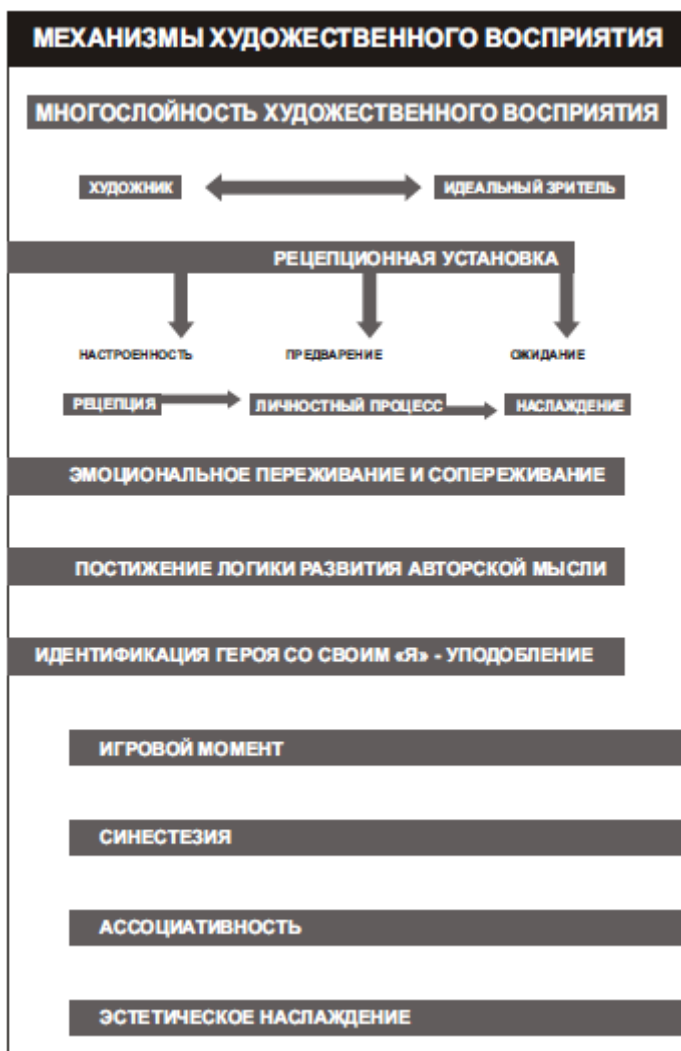 МЕХАНИЗМЫ ХУДОЖЕСТВЕННОГО ВОСПРИЯТИЯ
МНОГОСЛОЙНОСТЬ ХУДОЖЕСТВЕННОГО ВОСПРИЯТИЯ
ХУДОЖНИК ИДЕАЛЬНЫЙ ЗРИТЕЛЬ
РЕЦЕПЦИОННАЯ УСТАНОВКА
НАСТРОЕННОСТЬ ПРЕДВАРЕНИЕ ОЖИДАНИЕ
РЕЦЕПЦИЯ ЛИЧНОСТНЫЙ ПРОЦЕСС НАСЛАЖДЕНИЕ
ЭМОЦИОНАЛЬНОЕ ПЕРЕЖИВАНИЕ И СОПЕРЕЖИВАНИЕ
ПОСТИЖЕНИЕ ЛОГИКИ РАЗВИТИЯ АВТОРСКОЙ МЫСЛИ
ИДЕНТИФИКАЦИЯ ГЕРОЯ СО СВОИМ «Я» - УПОДОБЛЕНИЕ
ИГРОВОЙ МОМЕНТ
СИНЕСТЕЗИЯ
АССОЦИАТИВНОСТЬ
ЭСТЕТИЧЕСКОЕ НАСЛАЖДЕНИЕ